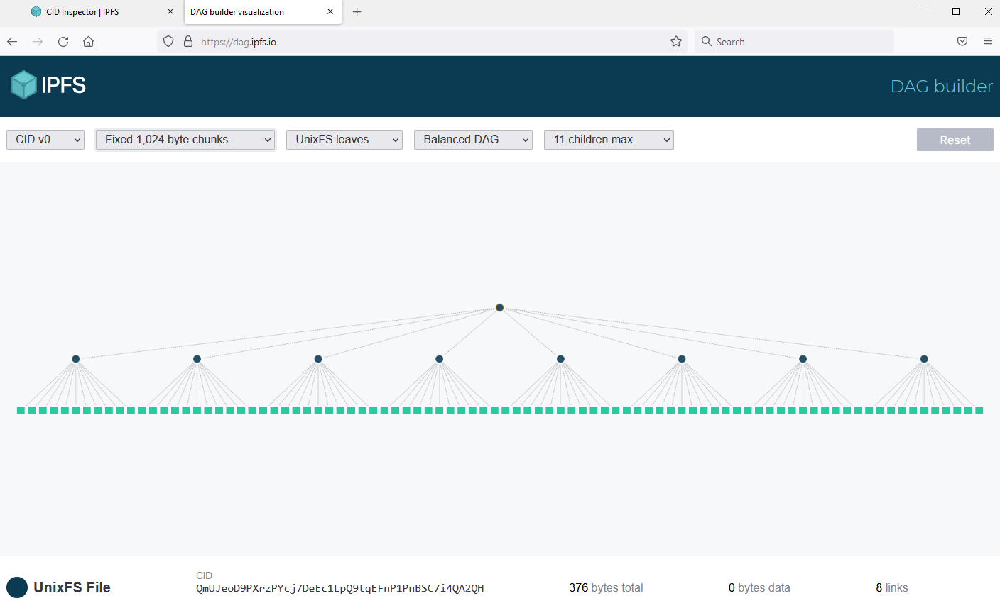 CID Inspector | IPFS
DAG builder visualization
https://dag.ipfs.io
Search
IPFS
DAG builder
CID v0
Fixed 1,024 byte chunks
UnixFS leaves
Balanced DAG
11 children max
Reset
UnixFS File
CID
QmUJeoD9PXrzPYcj7DeEc1LpQ9tqEFnP1PnBSC7i4QA2QH
376 bytes total
0 bytes data
8 links